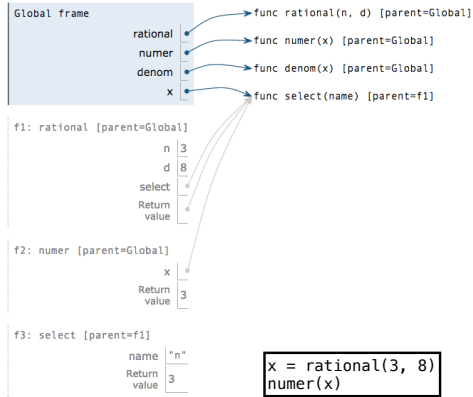 Global frame
rational
numer
denom
x
func rational(n, d) [parent=Global]
func numer(x) [parent=Global]
func denom(x) [parent=Global]
func select(name) [parent=f1]
f1: rational [parent=Global]
n 3
d 8
select
Return
value
f2: numer [parent=Global]
x
Return
value 3
f3: select [parent=f1]
name "n"
Return
value 3
x = rational(3, 8)
numer(x)